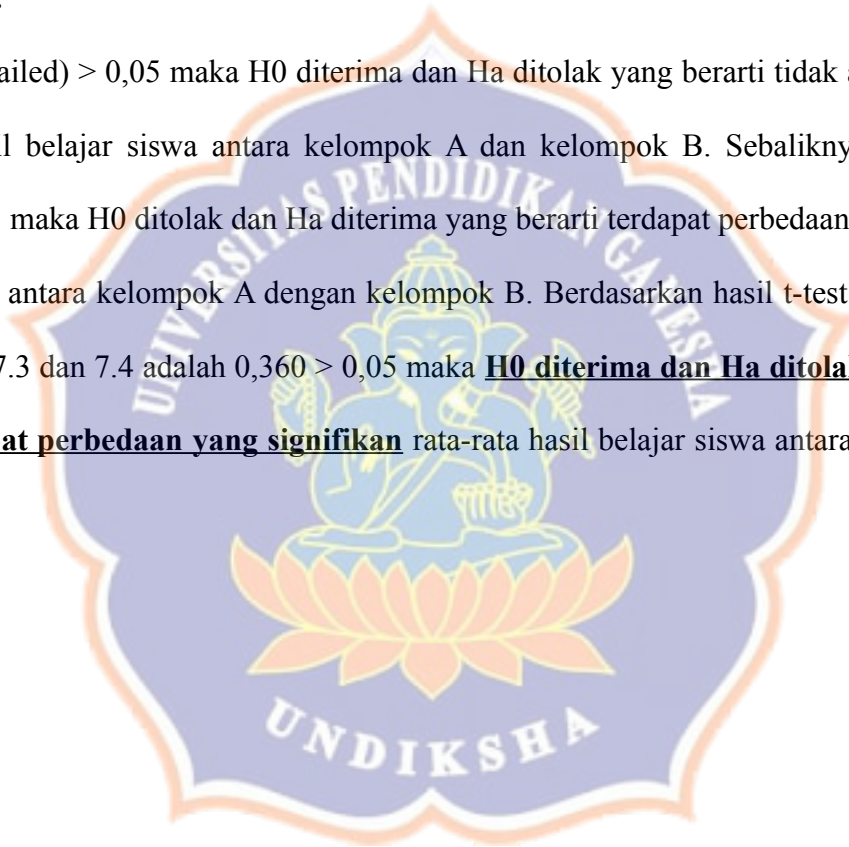 ailed) > 0,05 maka H0 diterima dan Ha ditolak yang berarti tidak a
l belajar siswa antara kelompok A dan kelompok B. Sebalikny
maka H0 ditolak dan Ha diterima yang berarti terdapat perbedaan
antara kelompok A dengan kelompok B. Berdasarkan hasil t-test
7.3 dan 7.4 adalah 0,360 > 0,05 maka H0 diterima dan Ha ditolak
at perbedaan yang signifikan rata-rata hasil belajar siswa antara
UNIVERSITAS PENDIDIKAN GANESHA
UNDIKSHA